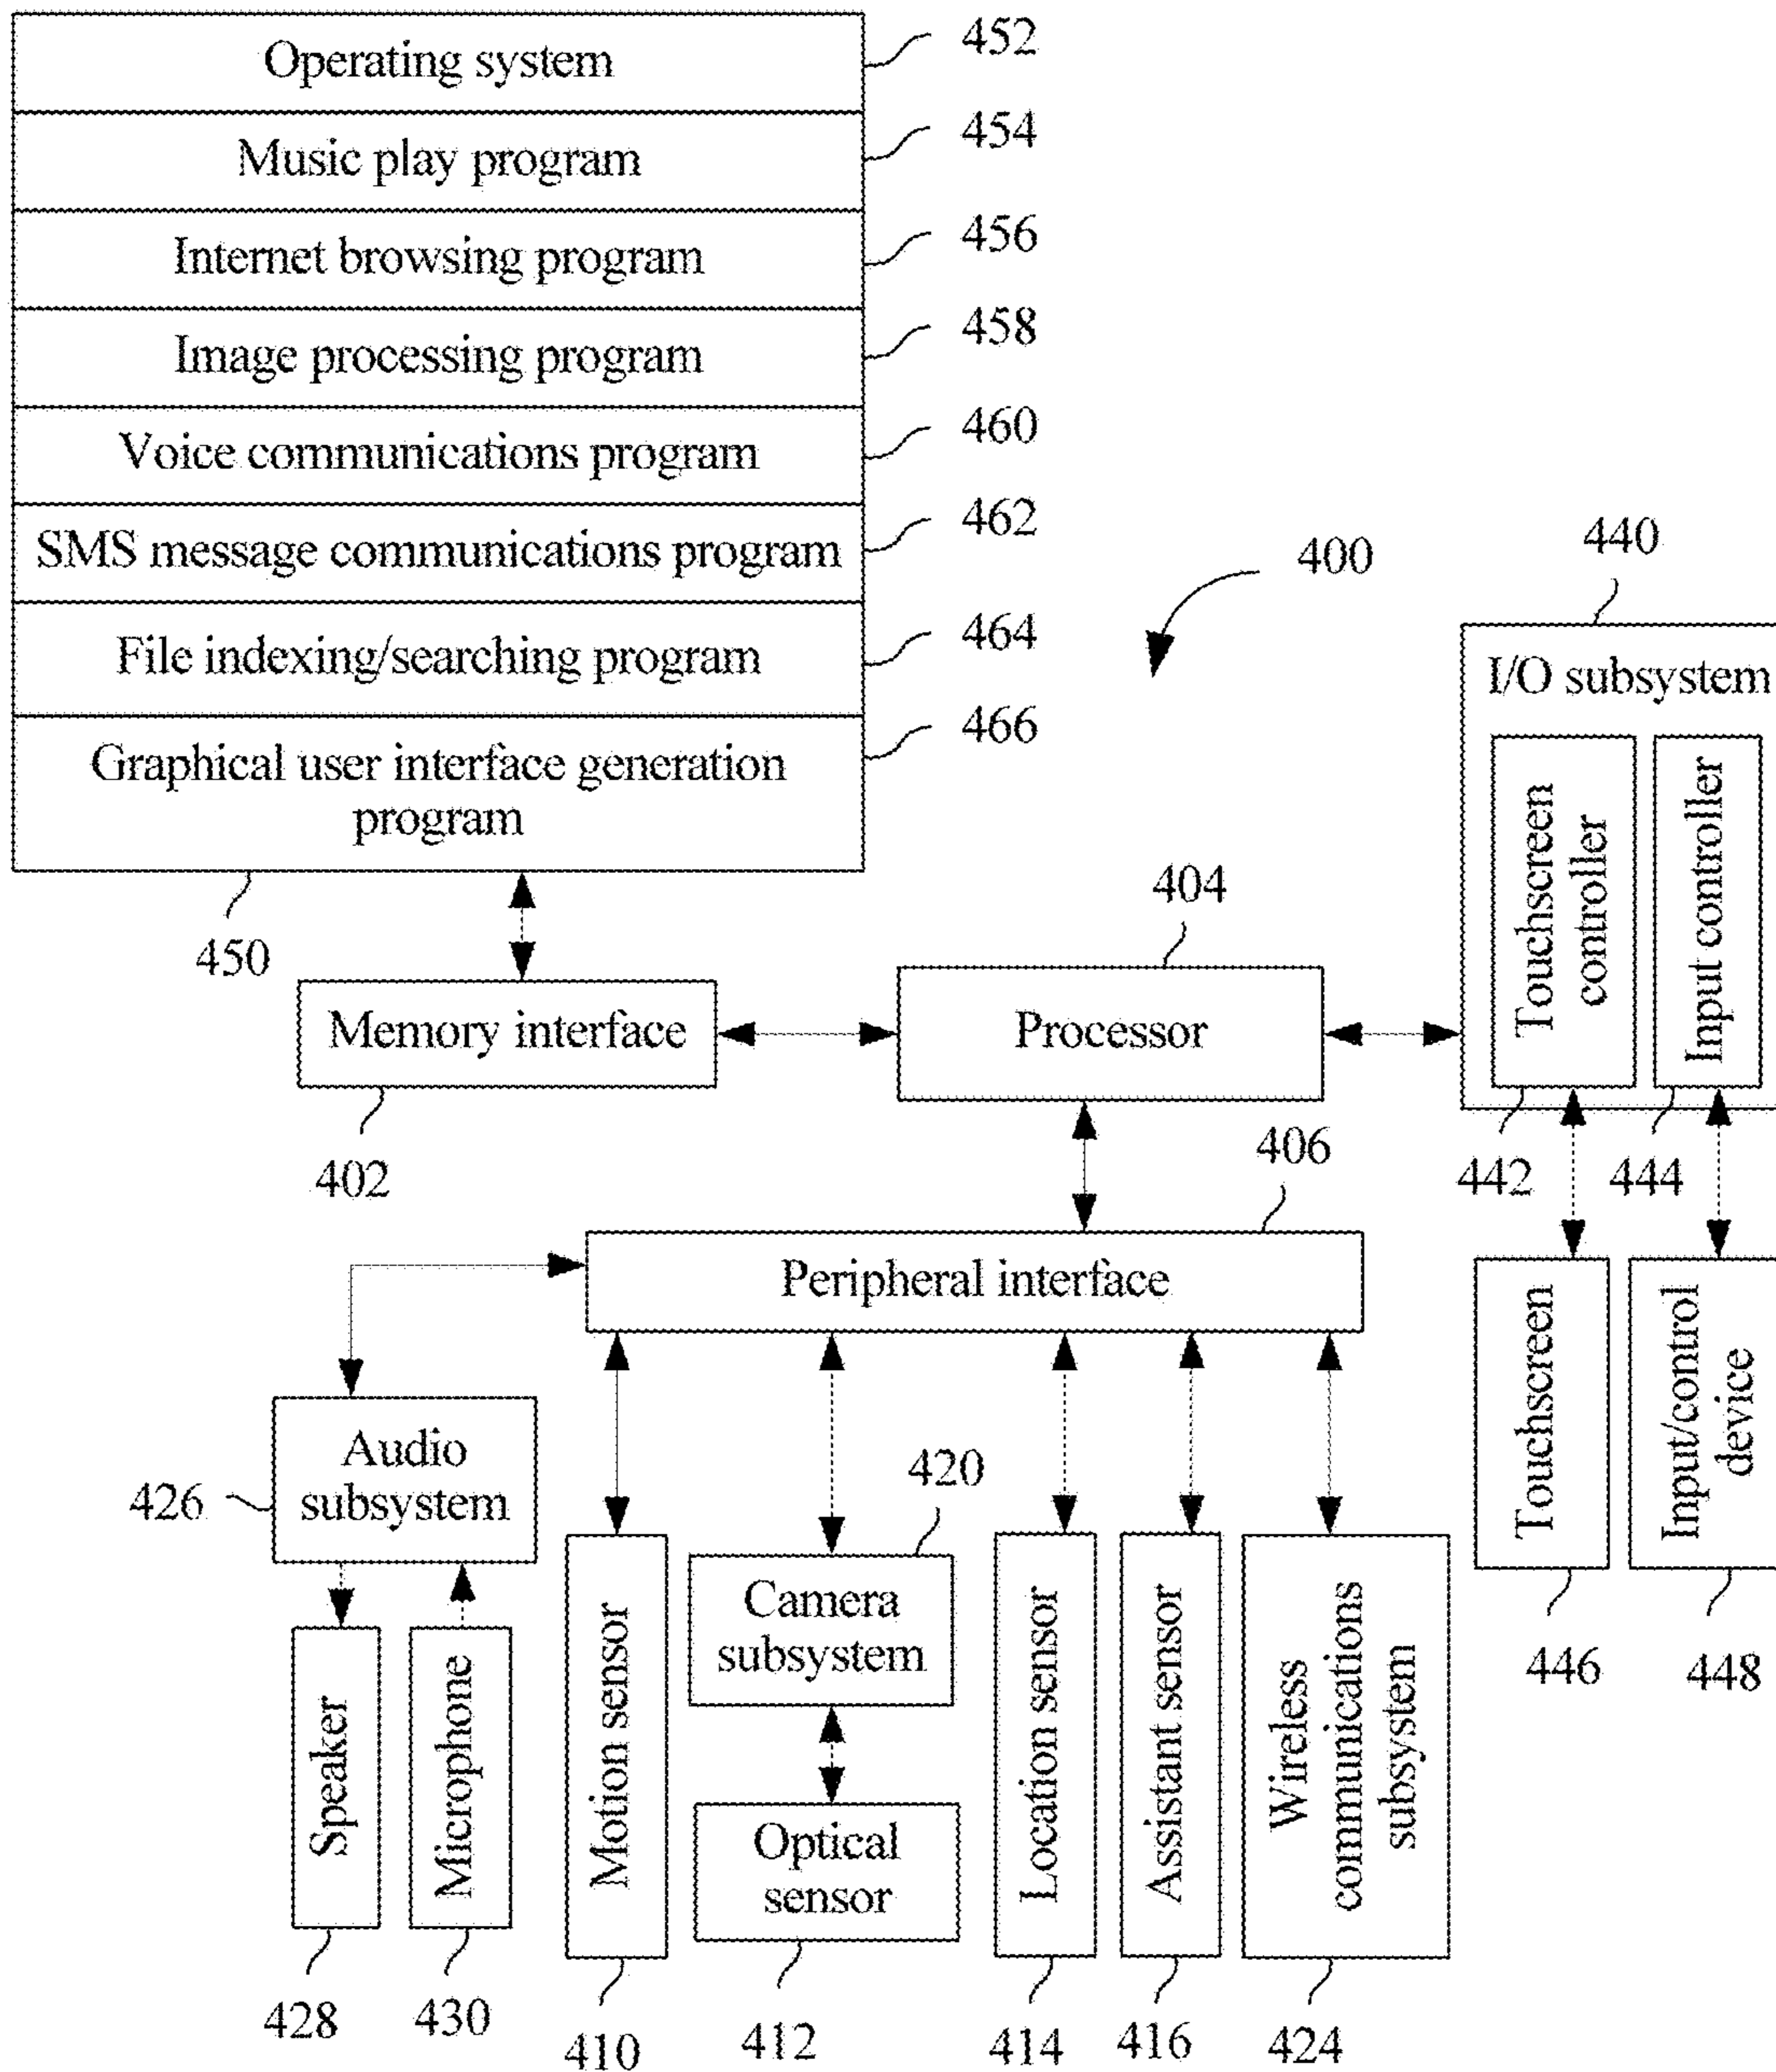 Operating system
452
Music play program
454
Internet browsing program
456
Image processing program
458
Voice communications program
460
SMS message communications program
462
File indexing/searching program
464
Graphical user interface generation
program
466
450
400
440
I/O subsystem
Touchscreen
controller
Input controller
442
444
404
Processor
Memory interface
402
406
Peripheral interface
Touchscreen
446
Input/control
device
448
Audio
subsystem
426
Speaker
428
Microphone
430
Motion sensor
410
420
Camera
subsystem
Optical
sensor
412
Location sensor
414
Assistant sensor
416
Wireless
communications
subsystem
424